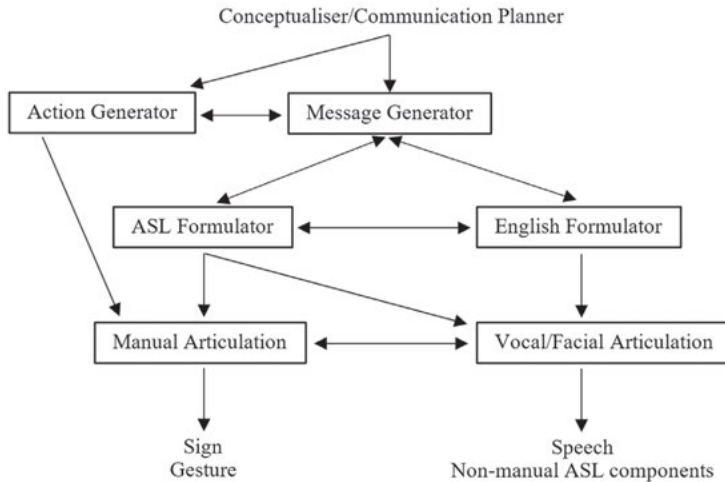 Conceptualiser/Communication Planner
Action Generator
Message Generator
ASL Formulator
English Formulator
Manual Articulation
Vocal/Facial Articulation
Sign
Gesture
Speech
Non-manual ASL components